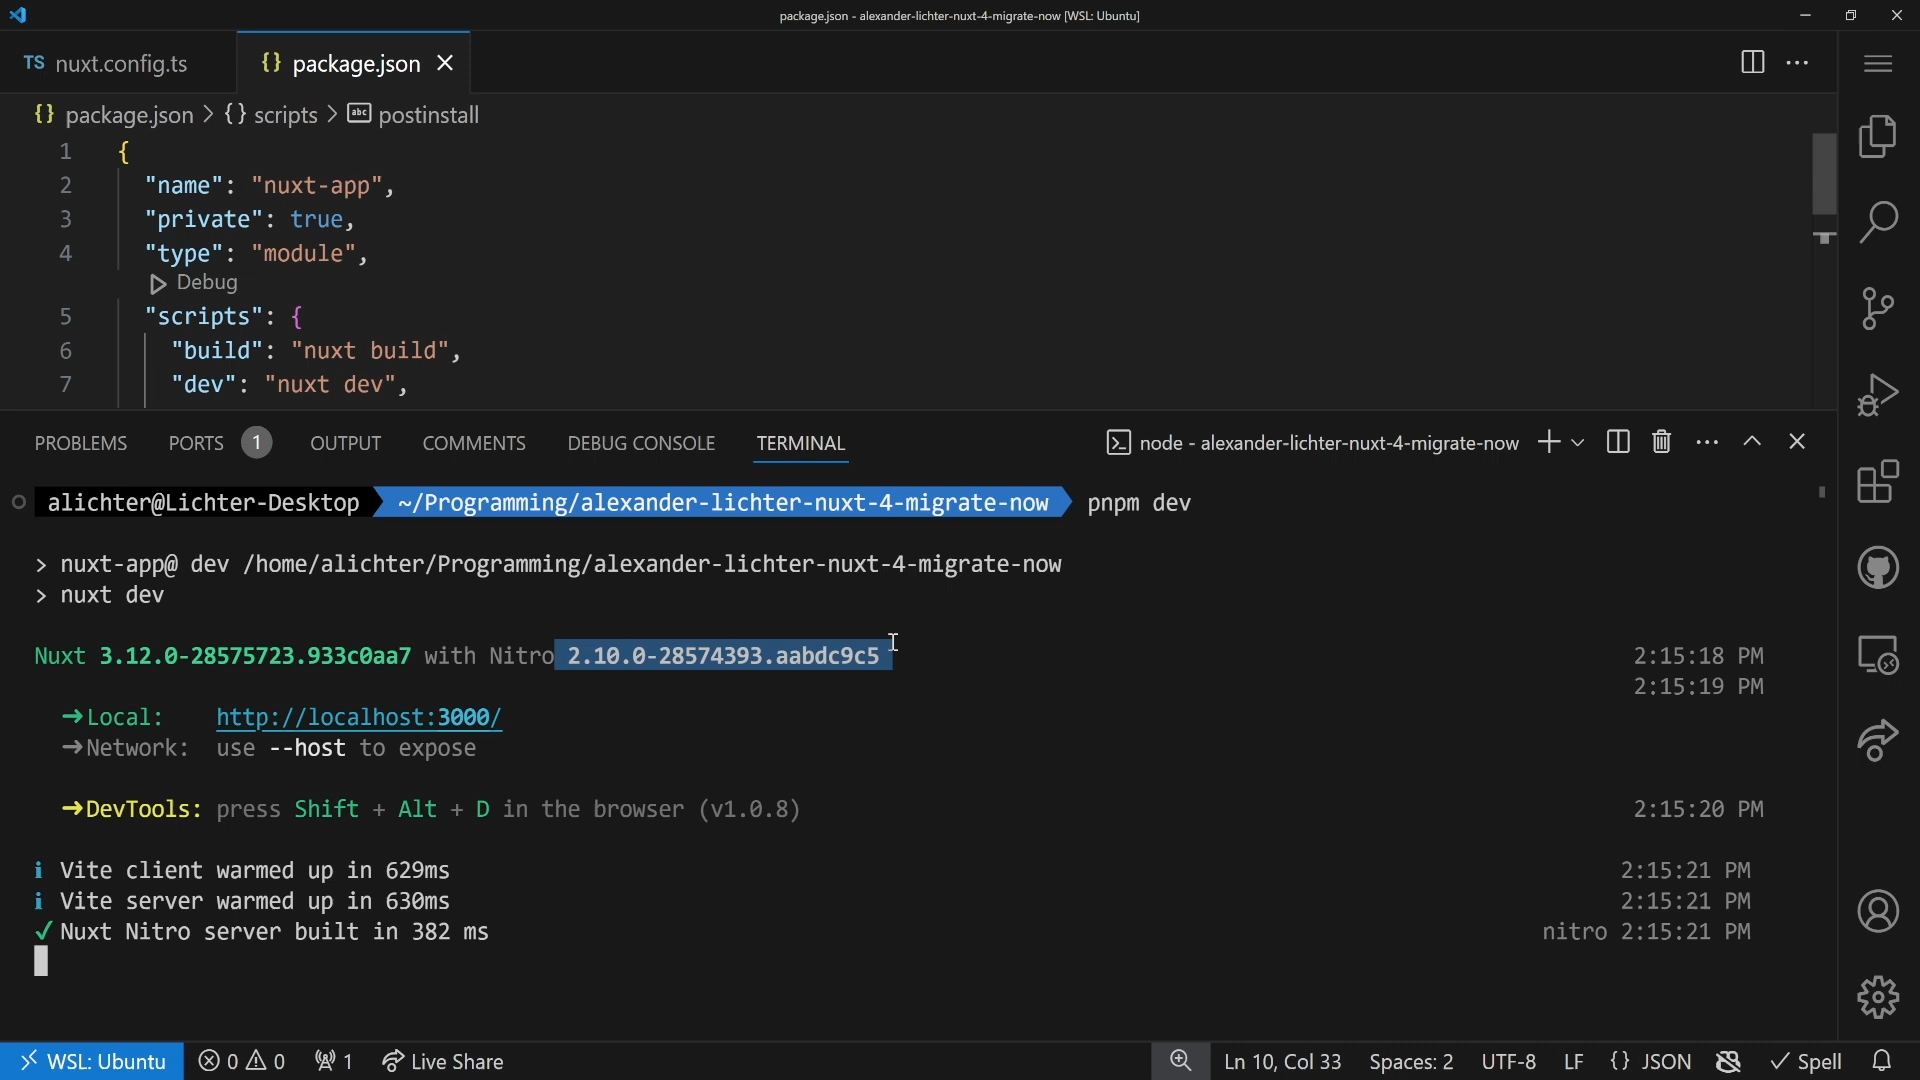 package.json - alexander-lichter-nuxt-4-migrate-now [WSL: Ubuntu]
TS nuxt.config.ts
{} package.json
{} package.json > {} scripts > abc postinstall
1 {
2 "name": "nuxt-app",
3 "private": true,
4 "type": "module",
Debug
5 "scripts": {
6 "build": "nuxt build",
7 "dev": "nuxt dev",
PROBLEMS PORTS 1 OUTPUT COMMENTS DEBUG CONSOLE TERMINAL node - alexander-lichter-nuxt-4-migrate-now
alichter@Lichter-Desktop ~/Programming/alexander-lichter-nuxt-4-migrate-now pnpm dev
> nuxt-app@ dev /home/alichter/Programming/alexander-lichter-nuxt-4-migrate-now
> nuxt dev
Nuxt 3.12.0-28575723.933c0aa7 with Nitro 2.10.0-28574393.aabdc9c5 2:15:18 PM
2:15:19 PM
➜Local: http://localhost:3000/
➜Network: use --host to expose
➜DevTools: press Shift + Alt + D in the browser (v1.0.8) 2:15:20 PM
ℹ Vite client warmed up in 629ms 2:15:21 PM
ℹ Vite server warmed up in 630ms 2:15:21 PM
✓ Nuxt Nitro server built in 382 ms nitro 2:15:21 PM
WSL: Ubuntu 0 0 1 Live Share Ln 10, Col 33 Spaces: 2 UTF-8 LF {} JSON Spell